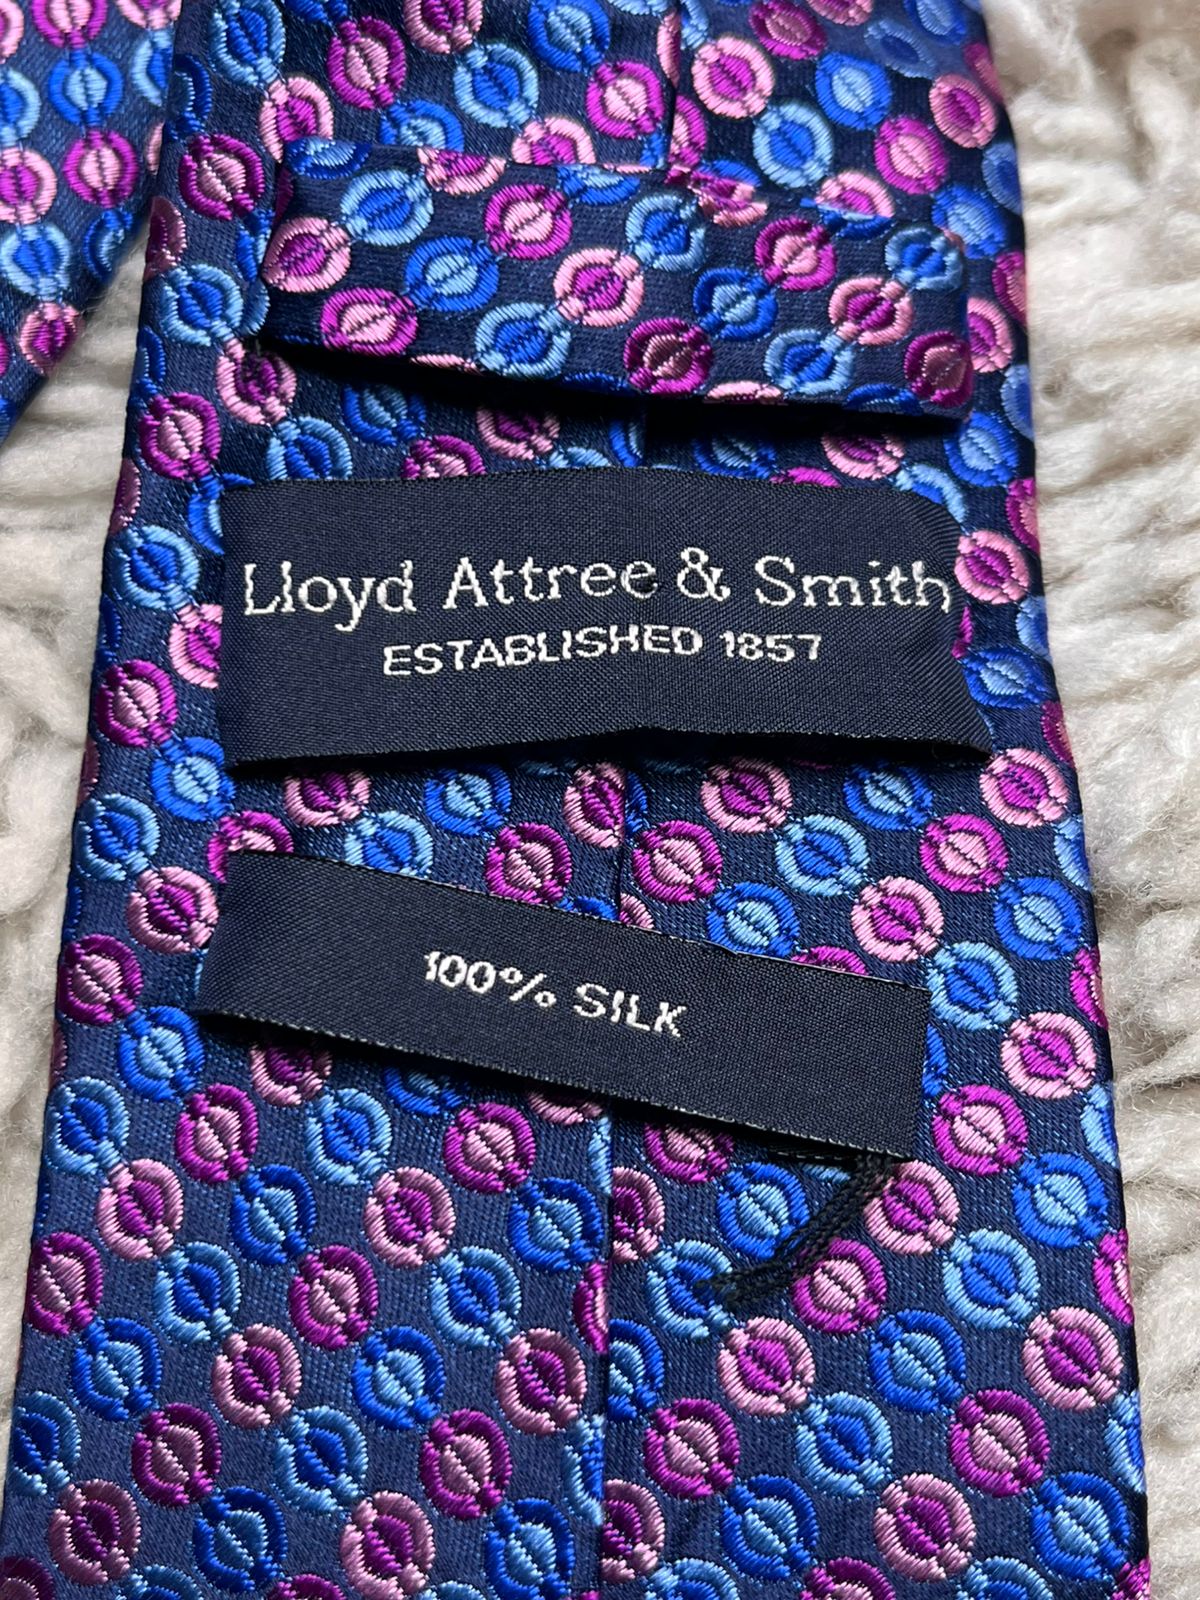 Lloyd Attree & Smith
ESTABLISHED 1857
100% SILK